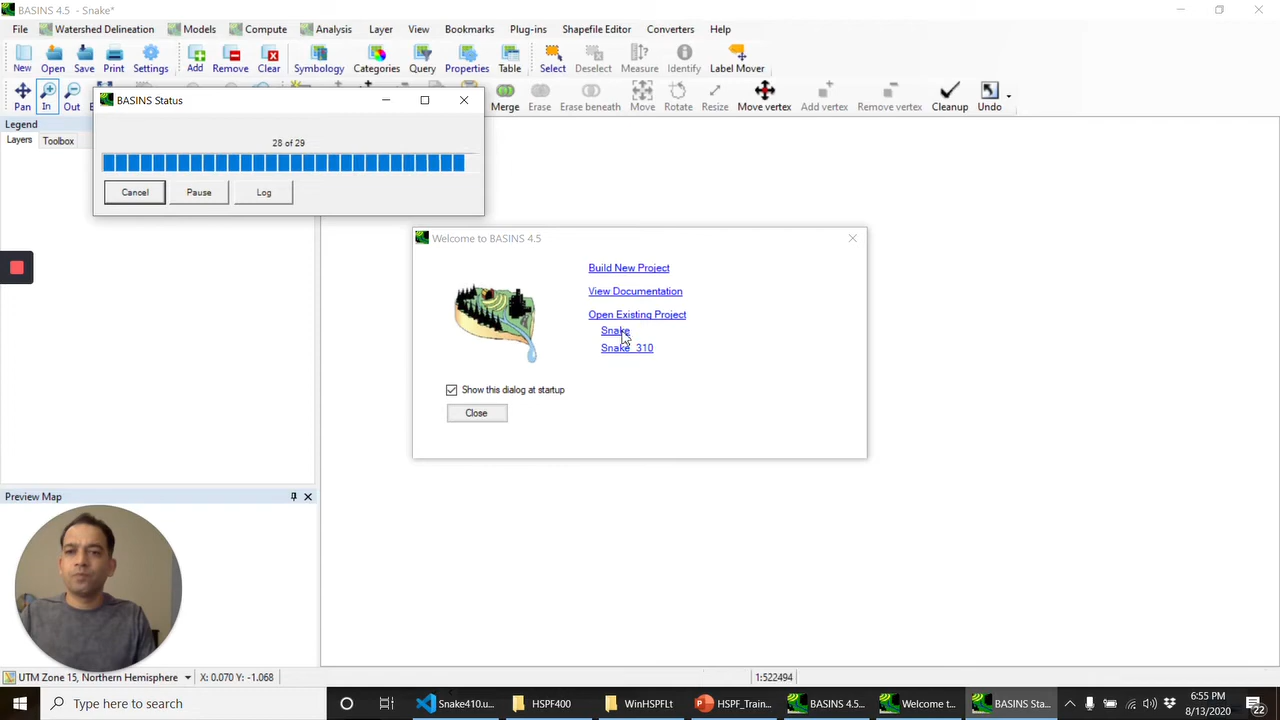 BASINS 4.5 - Snake*
File Watershed Delineation Models Compute Analysis Layer View Bookmarks Plug-ins Shapefile Editor Converters Help
New Open Save Print Settings Add Remove Clear Symbology Categories Query Properties Table Select Deselect Measure Identify Label Mover
Pan In Out Merge Erase Erase beneath Move Rotate Resize Move vertex Add vertex Remove vertex Cleanup Undo
BASINS Status
28 of 29
Cancel Pause Log
Legend
Layers Toolbox
Welcome to BASINS 4.5
Build New Project
View Documentation
Open Existing Project
Snake
Snake_310
Show this dialog at startup
Close
Preview Map
UTM Zone 15, Northern Hemisphere X: 0.070 Y: -1.068 1:522494
Type here to search
Snake410.u... HSPF400 WinHSPFLt HSPF_Train... BASINS 4.5... Welcome t... BASINS Sta...
6:55 PM
8/13/2020
22